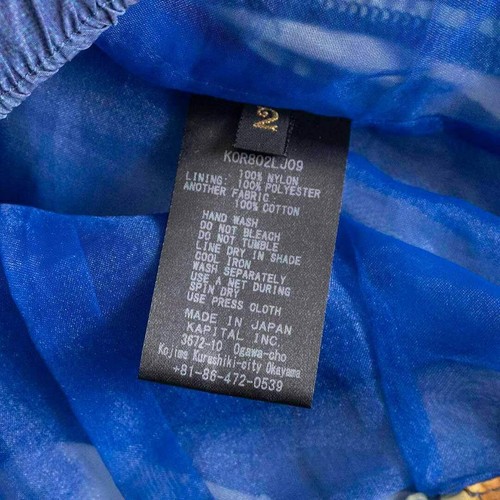 2
KOR802LJ09
100% NYLON
LINING: 100% POLYESTER
ANOTHER FABRIC
100% COTTON
HAND WASH
DO NOT BLEACH
DO NOT TUMBLE
LINE DRY IN SHADE
COOL IRON
WASH SEPARATELY
USE A NET DURING
SPIN DRY
USE PRESS CLOTH
MADE IN JAPAN
KAPITAL INC.
3672-10 Ogawa-cho
Kojima Kurushiki-city Okayama
+81-86-472-0539